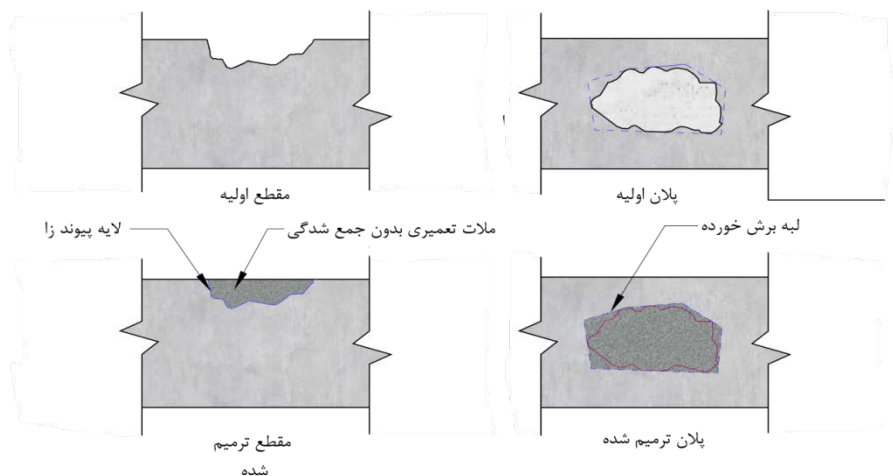 پلان اولیه
مقطع اولیه
لبه برش خورده
ملات تعمیری بدون جمع شدگی
لایه پیوند زا
پلان ترمیم شده
مقطع ترمیم
شده